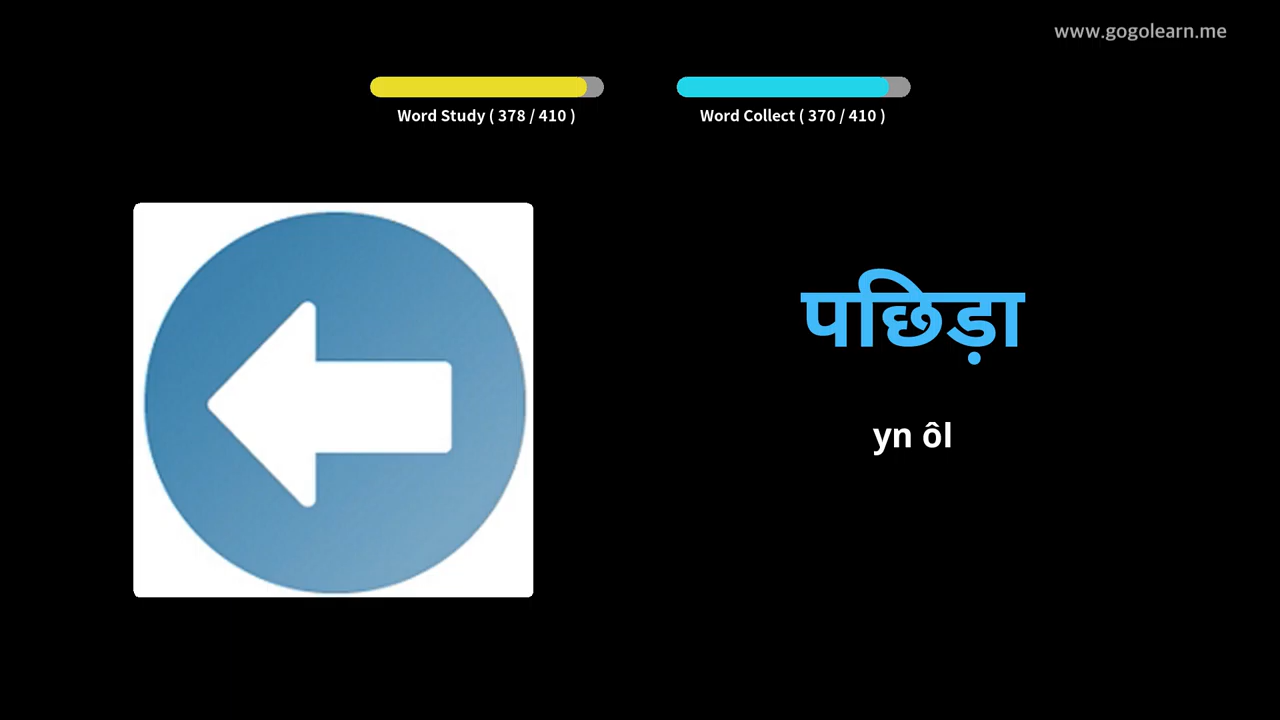 www.gogolearn.me
Word Study ( 378 / 410 )
Word Collect ( 370 / 410 )
पछिड़ा
yn ôl